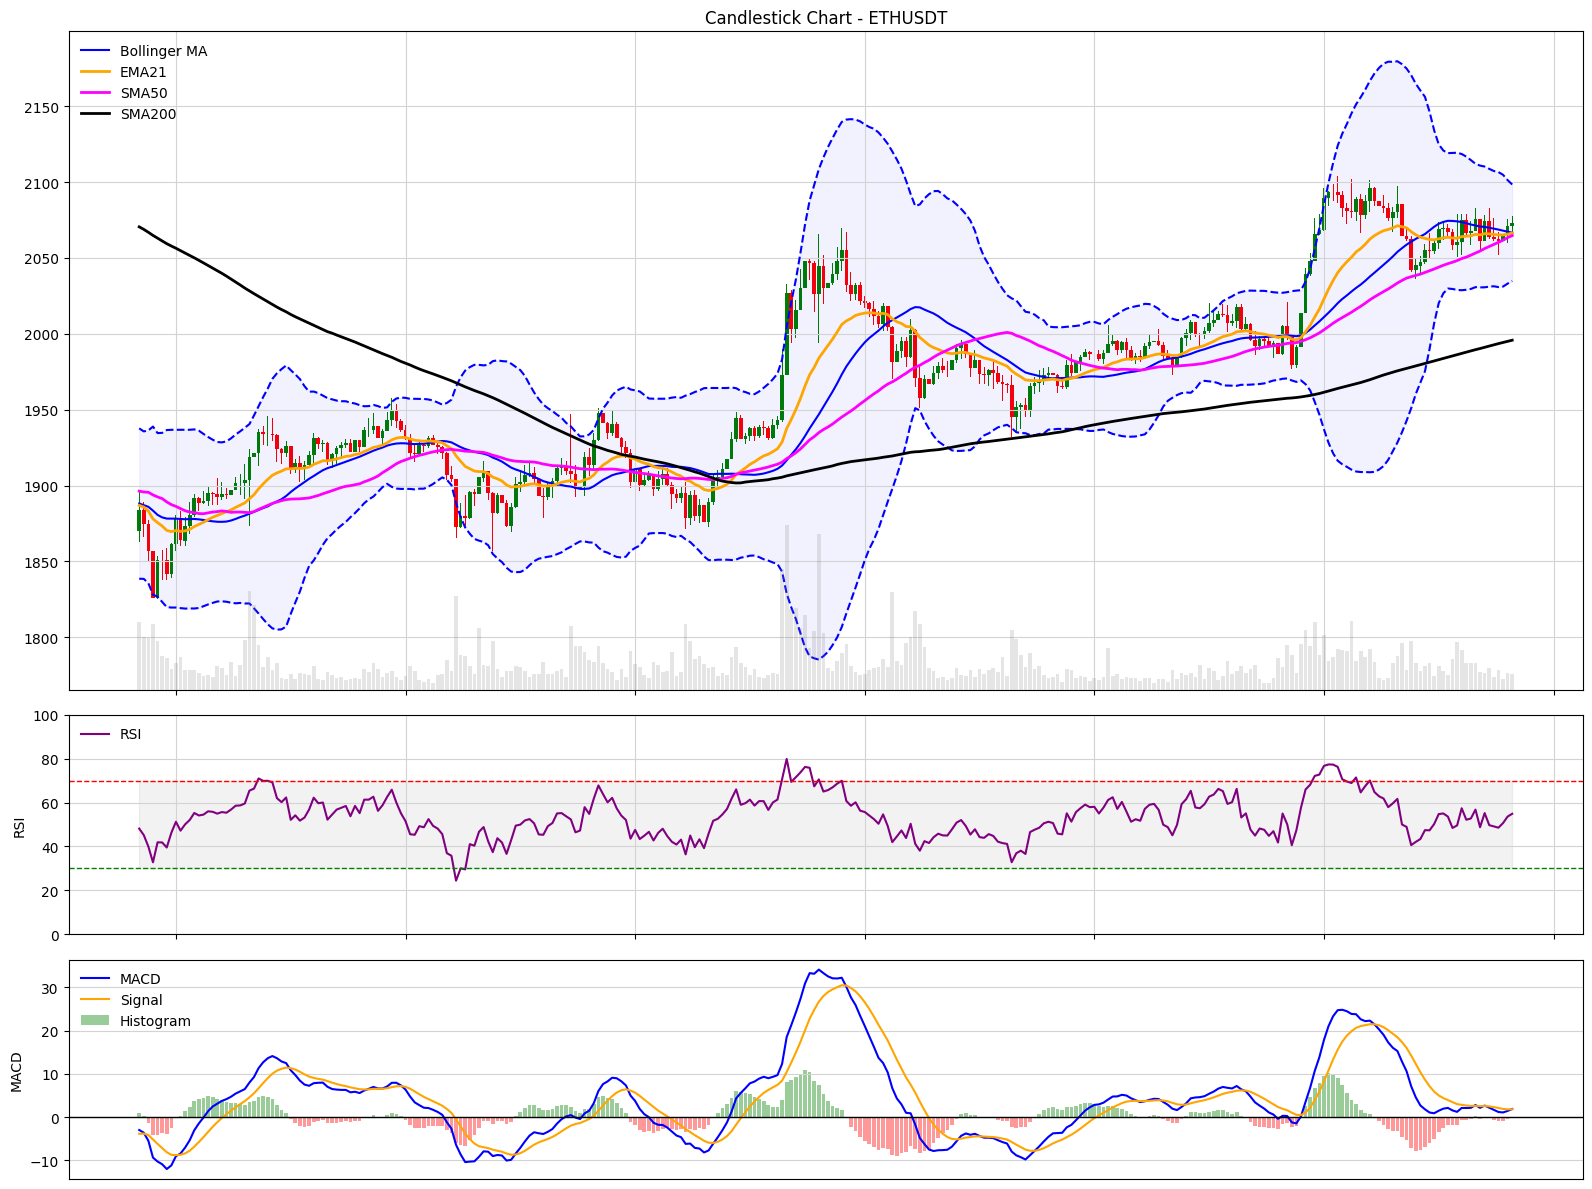 Candlestick Chart - ETHUSDT
Bollinger MA
EMA21
SMA50
SMA200
2150
2100
2050
2000
1950
1900
1850
1800
RSI
100
80
60
40
20
0
RSI
MACD
Signal
Histogram
30
20
10
0
−10
MACD